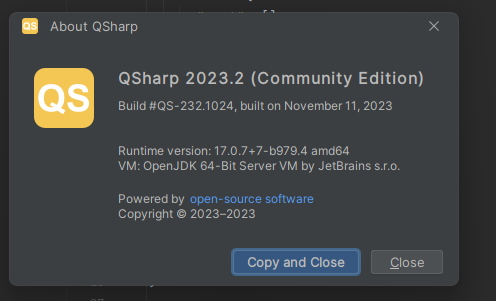 QS About QSharp
QS
QSharp 2023.2 (Community Edition)
Build #QS-232.1024, built on November 11, 2023
Runtime version: 17.0.7+7-b979.4 amd64
VM: OpenJDK 64-Bit Server VM by JetBrains s.r.o.
Powered by open-source software
Copyright © 2023–2023
Copy and Close Close